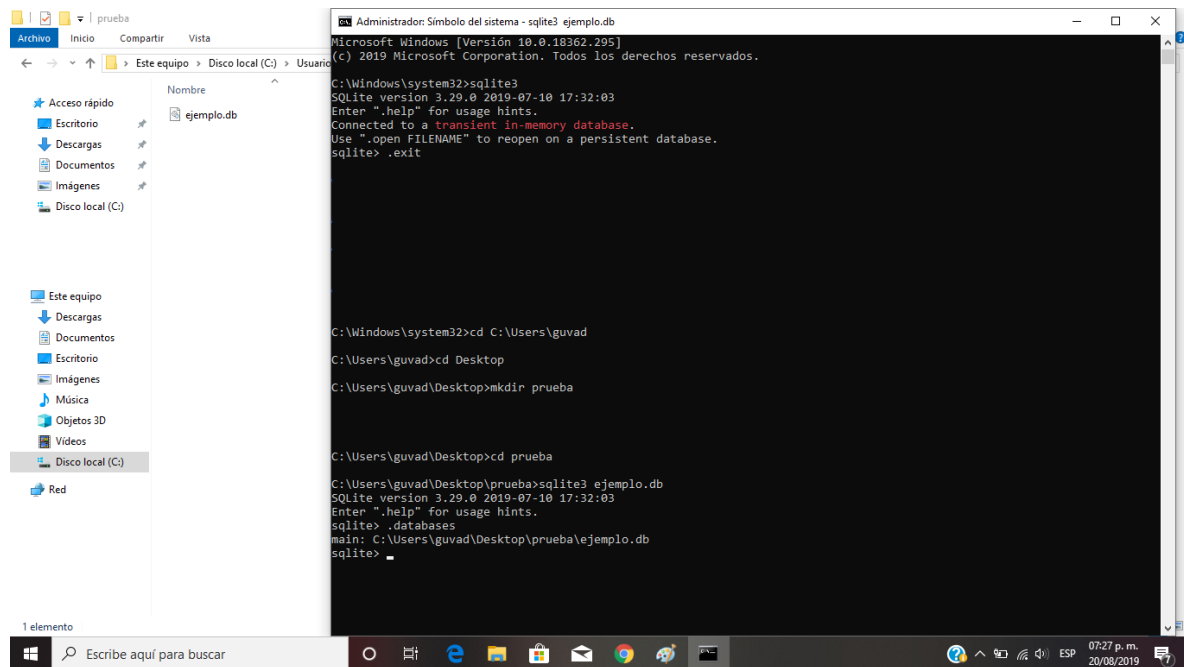 prueba
Archivo Inicio Compartir Vista
Este equipo › Disco local (C:) › Usuario
Nombre
ejemplo.db
Acceso rápido
Escritorio
Descargas
Documentos
Imágenes
Disco local (C:)
Este equipo
Descargas
Documentos
Escritorio
Imágenes
Música
Objetos 3D
Vídeos
Disco local (C:)
Red
1 elemento
Administrador: Símbolo del sistema - sqlite3 ejemplo.db
Microsoft Windows [Versión 10.0.18362.295]
(c) 2019 Microsoft Corporation. Todos los derechos reservados.
C:\Windows\system32>sqlite3
SQLite version 3.29.0 2019-07-10 17:32:03
Enter ".help" for usage hints.
Connected to a transient in-memory database.
Use ".open FILENAME" to reopen on a persistent database.
sqlite> .exit
C:\Windows\system32>cd C:\Users\guvad
C:\Users\guvad>cd Desktop
C:\Users\guvad\Desktop>mkdir prueba
C:\Users\guvad\Desktop>cd prueba
C:\Users\guvad\Desktop\prueba>sqlite3 ejemplo.db
SQLite version 3.29.0 2019-07-10 17:32:03
Enter ".help" for usage hints.
sqlite> .databases
main: C:\Users\guvad\Desktop\prueba\ejemplo.db
sqlite>
Escribe aquí para buscar
ESP
07:27 p. m.
20/08/2019
7